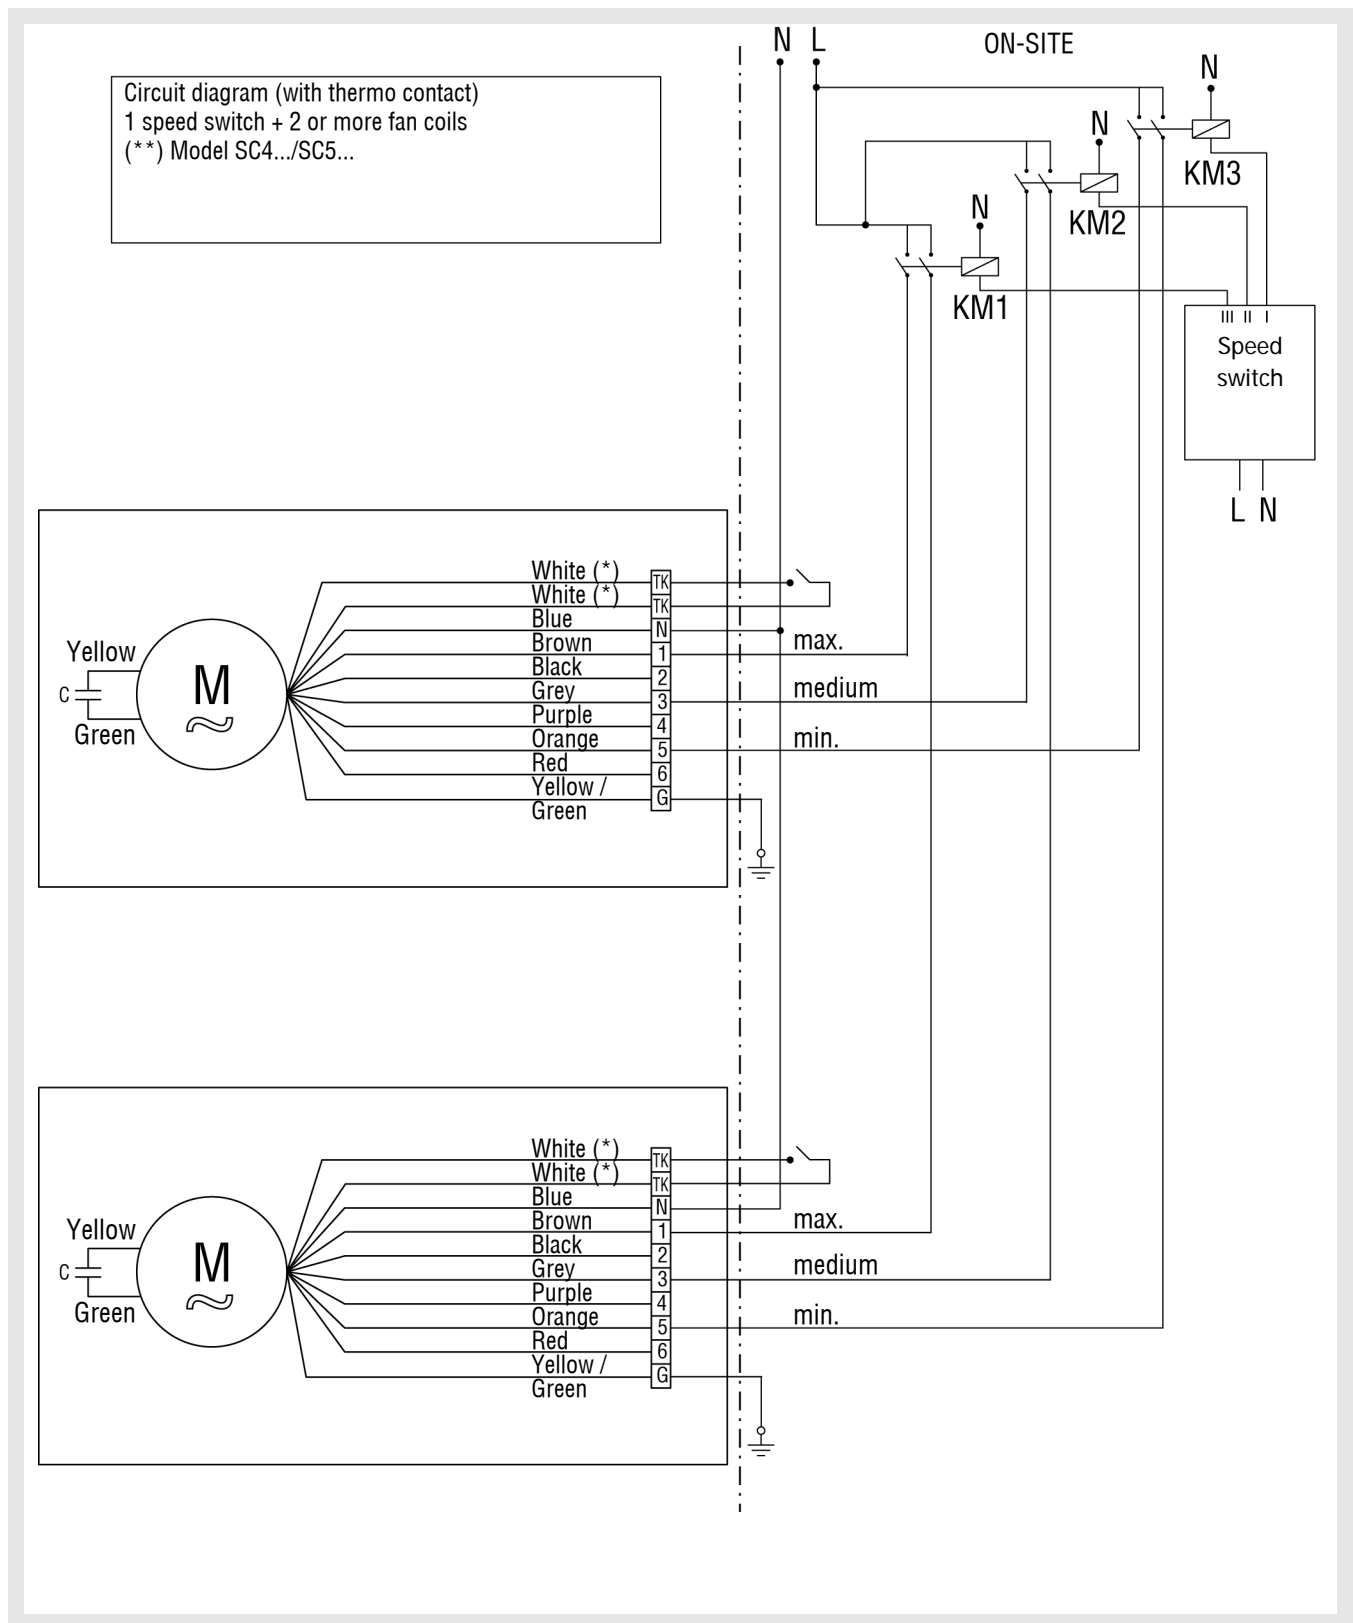 N L
ON-SITE
Circuit diagram (with thermo contact)
1 speed switch + 2 or more fan coils
(**) Model SC4.../SC5...
N
KM3
N
KM2
N
KM1
III II I
Speed
switch
L N
White (*)
TK
White (*)
TK
Blue
N
Brown
1
max.
Black
2
Grey
3
medium
Purple
4
Orange
5
min.
Red
6
Yellow /
G
Green
Yellow
C
M
Green
White (*)
TK
White (*)
TK
Blue
N
Brown
1
max.
Black
2
Grey
3
medium
Purple
4
Orange
5
min.
Red
6
Yellow /
G
Green
Yellow
C
M
Green